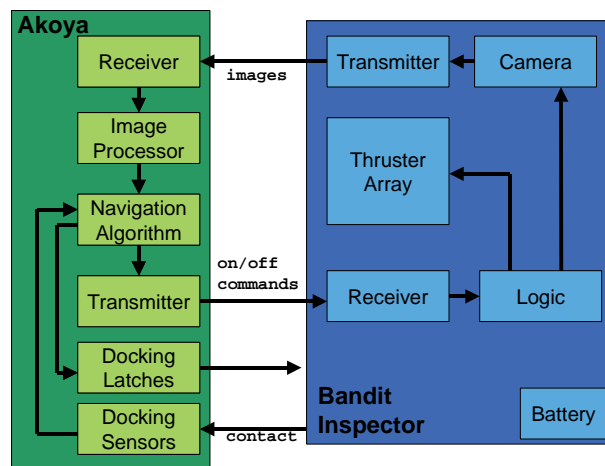 Akoya
Receiver
Image
Processor
Navigation
Algorithm
Transmitter
Docking
Latches
Docking
Sensors
images
on/off
commands
contact
Transmitter
Camera
Thruster
Array
Receiver
Logic
Bandit
Inspector
Battery